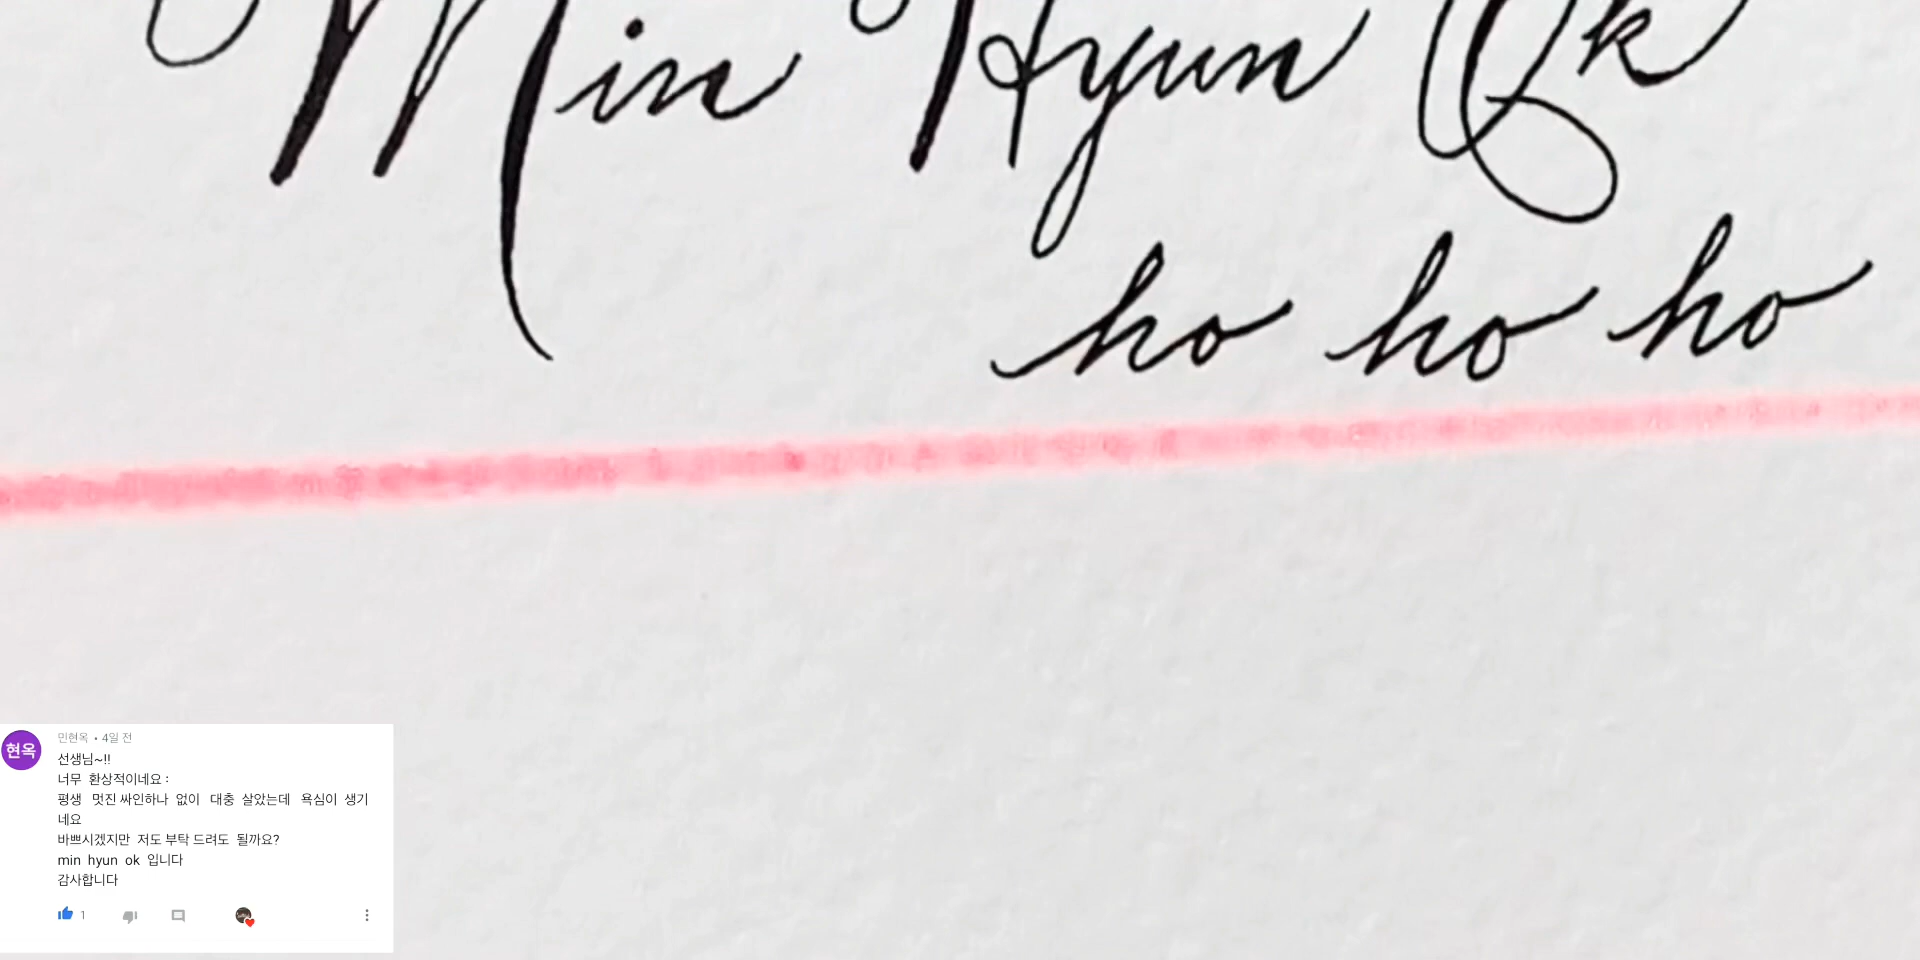 Min Hyun Ok
ho ho ho
현옥
민현옥 • 4일 전
선생님~!!
너무 환상적이네요 :
평생 멋진 싸인하나 없이 대충 살았는데 욕심이 생기
네요
바쁘시겠지만 저도 부탁 드려도 될까요?
min hyun ok 입니다
감사합니다
1